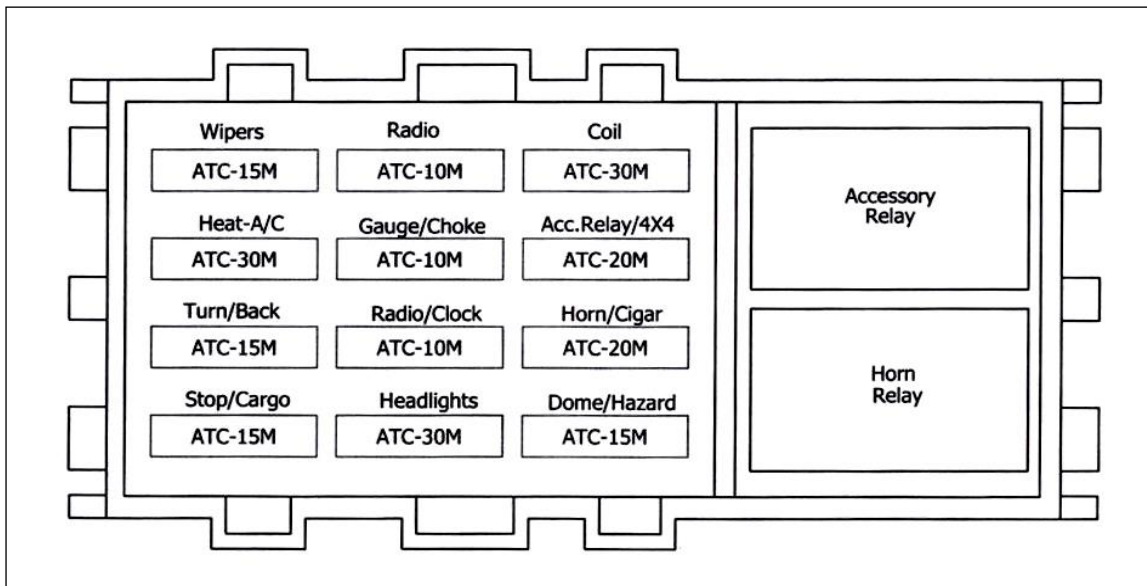 Wipers Radio Coil
ATC-15M ATC-10M ATC-30M
Heat-A/C Gauge/Choke Acc.Relay/4X4
ATC-30M ATC-10M ATC-20M
Turn/Back Radio/Clock Horn/Cigar
ATC-15M ATC-10M ATC-20M
Stop/Cargo Headlights Dome/Hazard
ATC-15M ATC-30M ATC-15M
Accessory
Relay
Horn
Relay